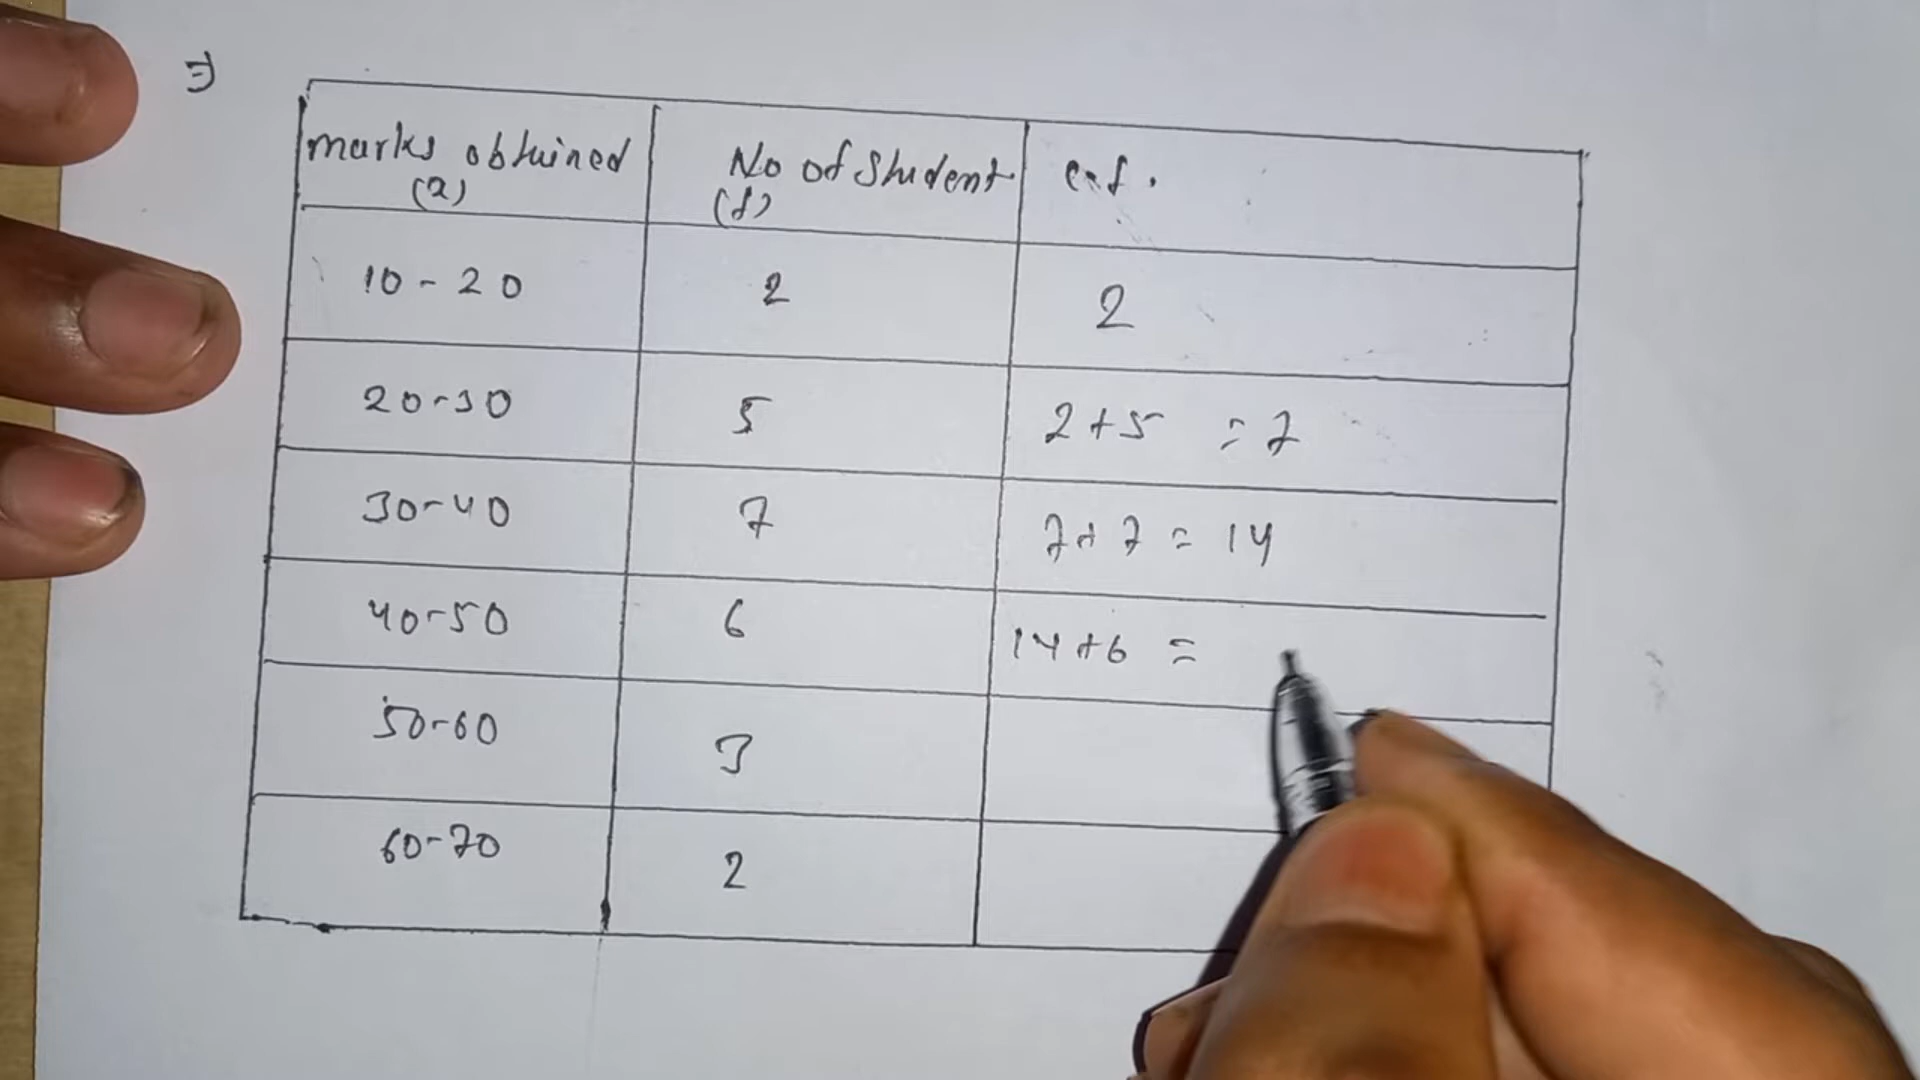 =)
marks obtained No of Student c.f.
(x) (f)
10-20 2 2
20-30 5 2+5 = 7
30-40 7 7+7 = 14
40-50 6 14+6 =
50-60 3
60-70 2